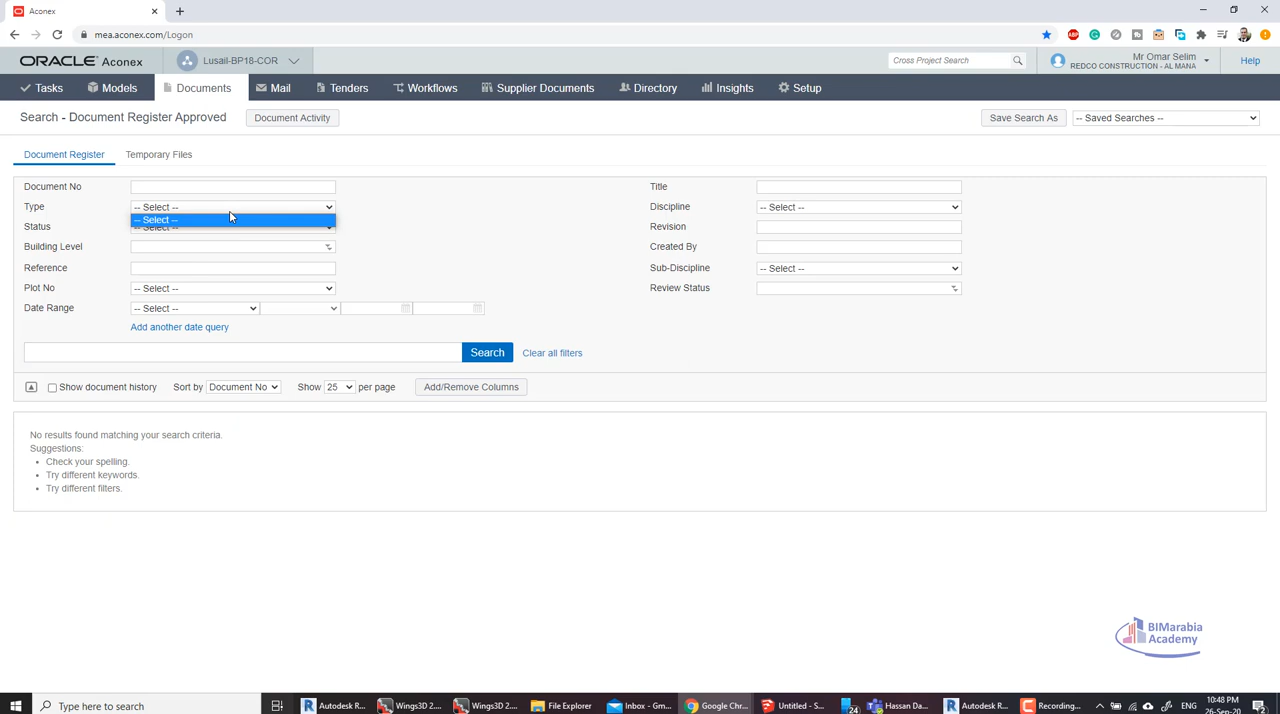 Aconex
mea.aconex.com/Logon
ABP
ORACLE Aconex
Lusail-BP18-COR
Cross Project Search
Mr Omar Selim
REDCO CONSTRUCTION - AL MANA
Help
Tasks
Models
Documents
Mail
Tenders
Workflows
Supplier Documents
Directory
Insights
Setup
Search - Document Register Approved
Document Activity
Save Search As
-- Saved Searches --
Document Register
Temporary Files
Document No
Title
Type
-- Select --
-- Select --
Discipline
-- Select --
Status
-- Select --
Revision
Building Level
Created By
Reference
Sub-Discipline
-- Select --
Plot No
-- Select --
Review Status
Date Range
-- Select --
Add another date query
Search
Clear all filters
Show document history
Sort by
Document No
Show
25
per page
Add/Remove Columns
No results found matching your search criteria.
Suggestions:
• Check your spelling.
• Try different keywords.
• Try different filters.
BIMarabia
Academy
Type here to search
Autodesk R...
Wings3D 2....
Wings3D 2....
File Explorer
Inbox - Gm...
Google Chr...
Untitled - S...
24
Hassan Da...
Autodesk R...
Recording...
ENG
10:48 PM
26-Sep-20
2